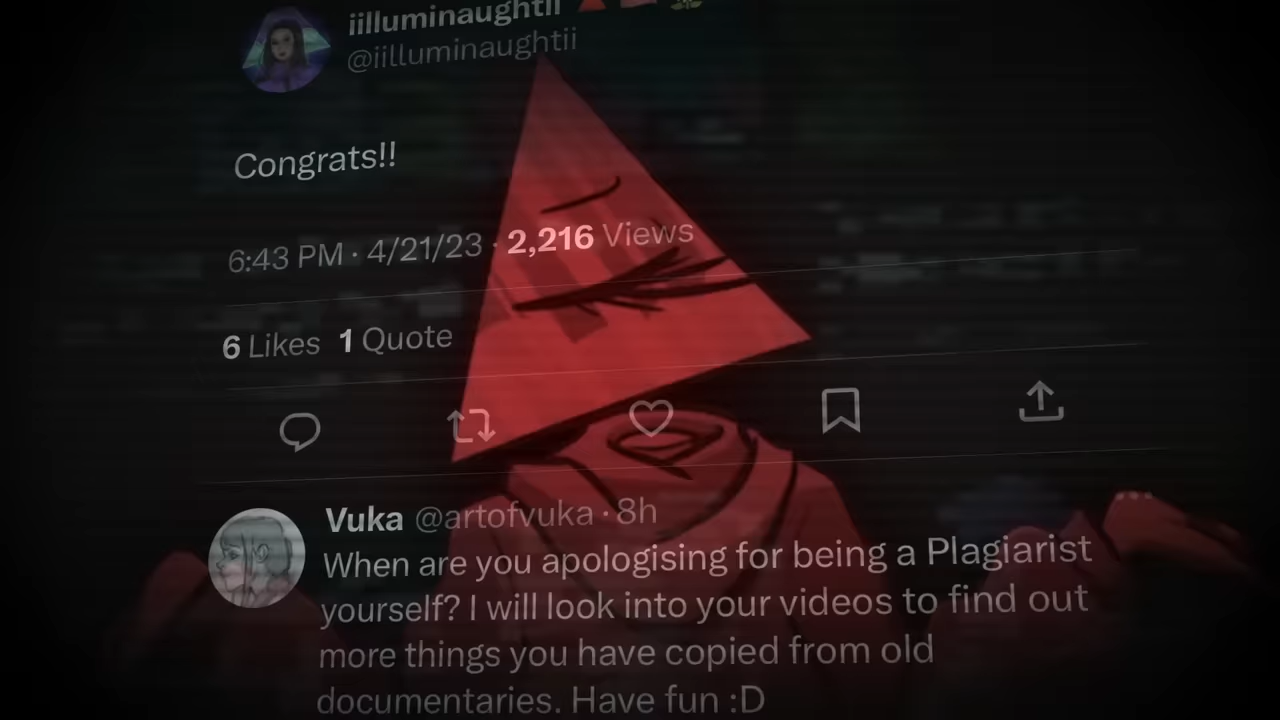 iilluminaughtii
@iilluminaughtii
Congrats!!
6:43 PM · 4/21/23 · 2,216 Views
6 Likes 1 Quote
Vuka @artofvuka · 8h
When are you apologising for being a Plagiarist
yourself? I will look into your videos to find out
more things you have copied from old
documentaries. Have fun :D